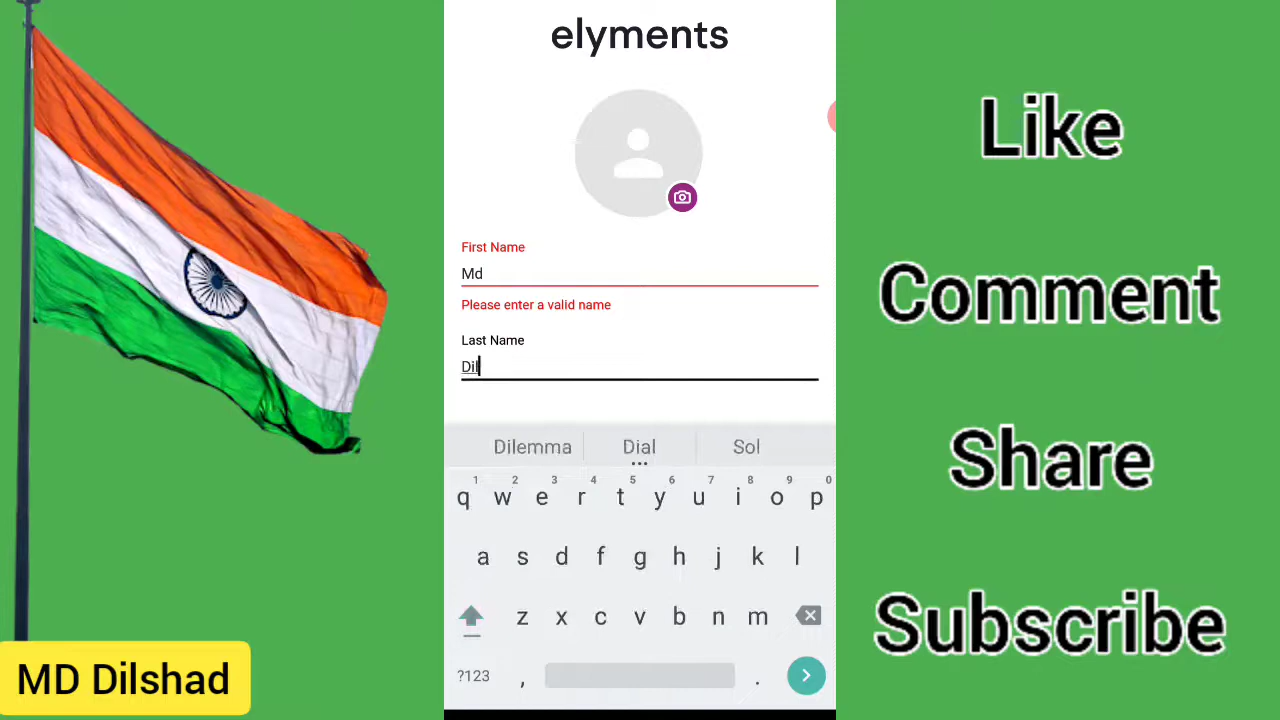 elyments
First Name
Md
Please enter a valid name
Last Name
Dil
Dilemma Dial Sol
1 2 3 4 5 6 7 8 9 0
q w e r t y u i o p
a s d f g h j k l
z x c v b n m
?123 , .
Like
Comment
Share
Subscribe
MD Dilshad